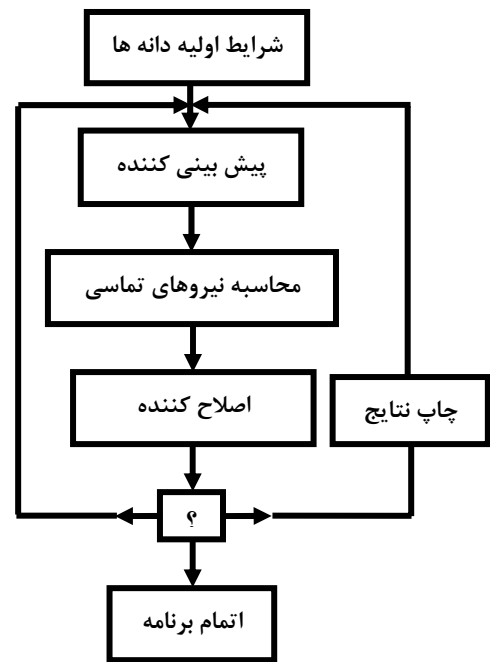 شرایط اولیه دانه ها
پیش بینی کننده
محاسبه نیروهای تماسی
اصلاح کننده
چاپ نتایج
؟
اتمام برنامه